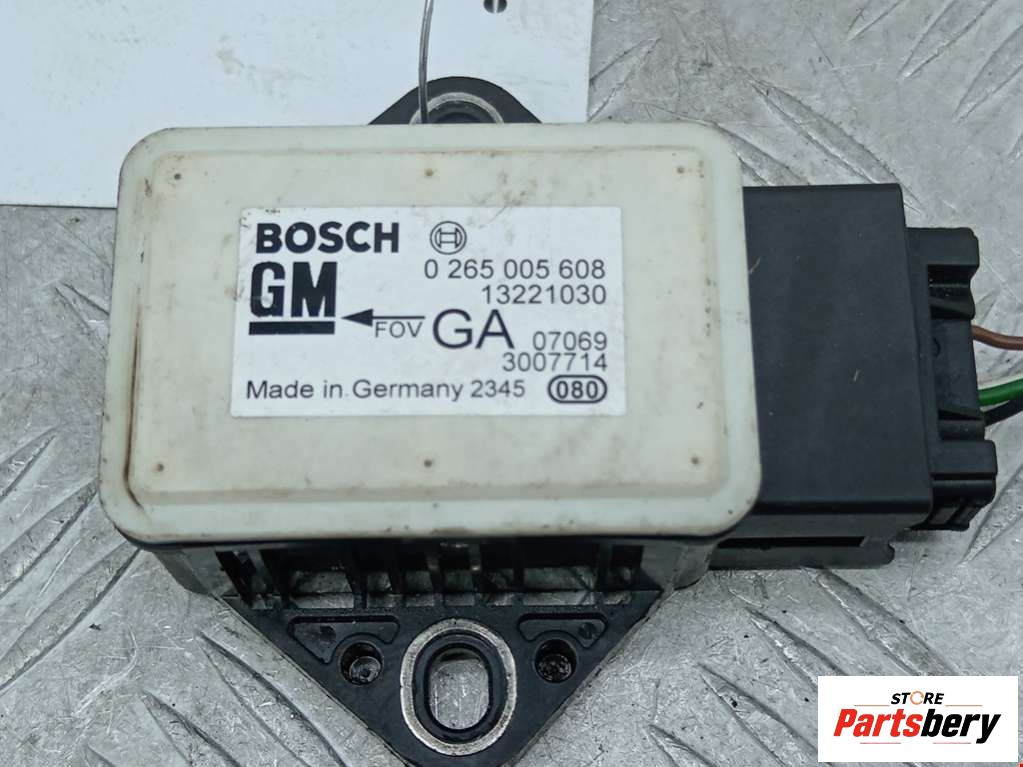 BOSCH
0 265 005 608
GM
13221030
FOV GA 07069
3007714
Made in Germany 2345 080
STORE
Partsbery